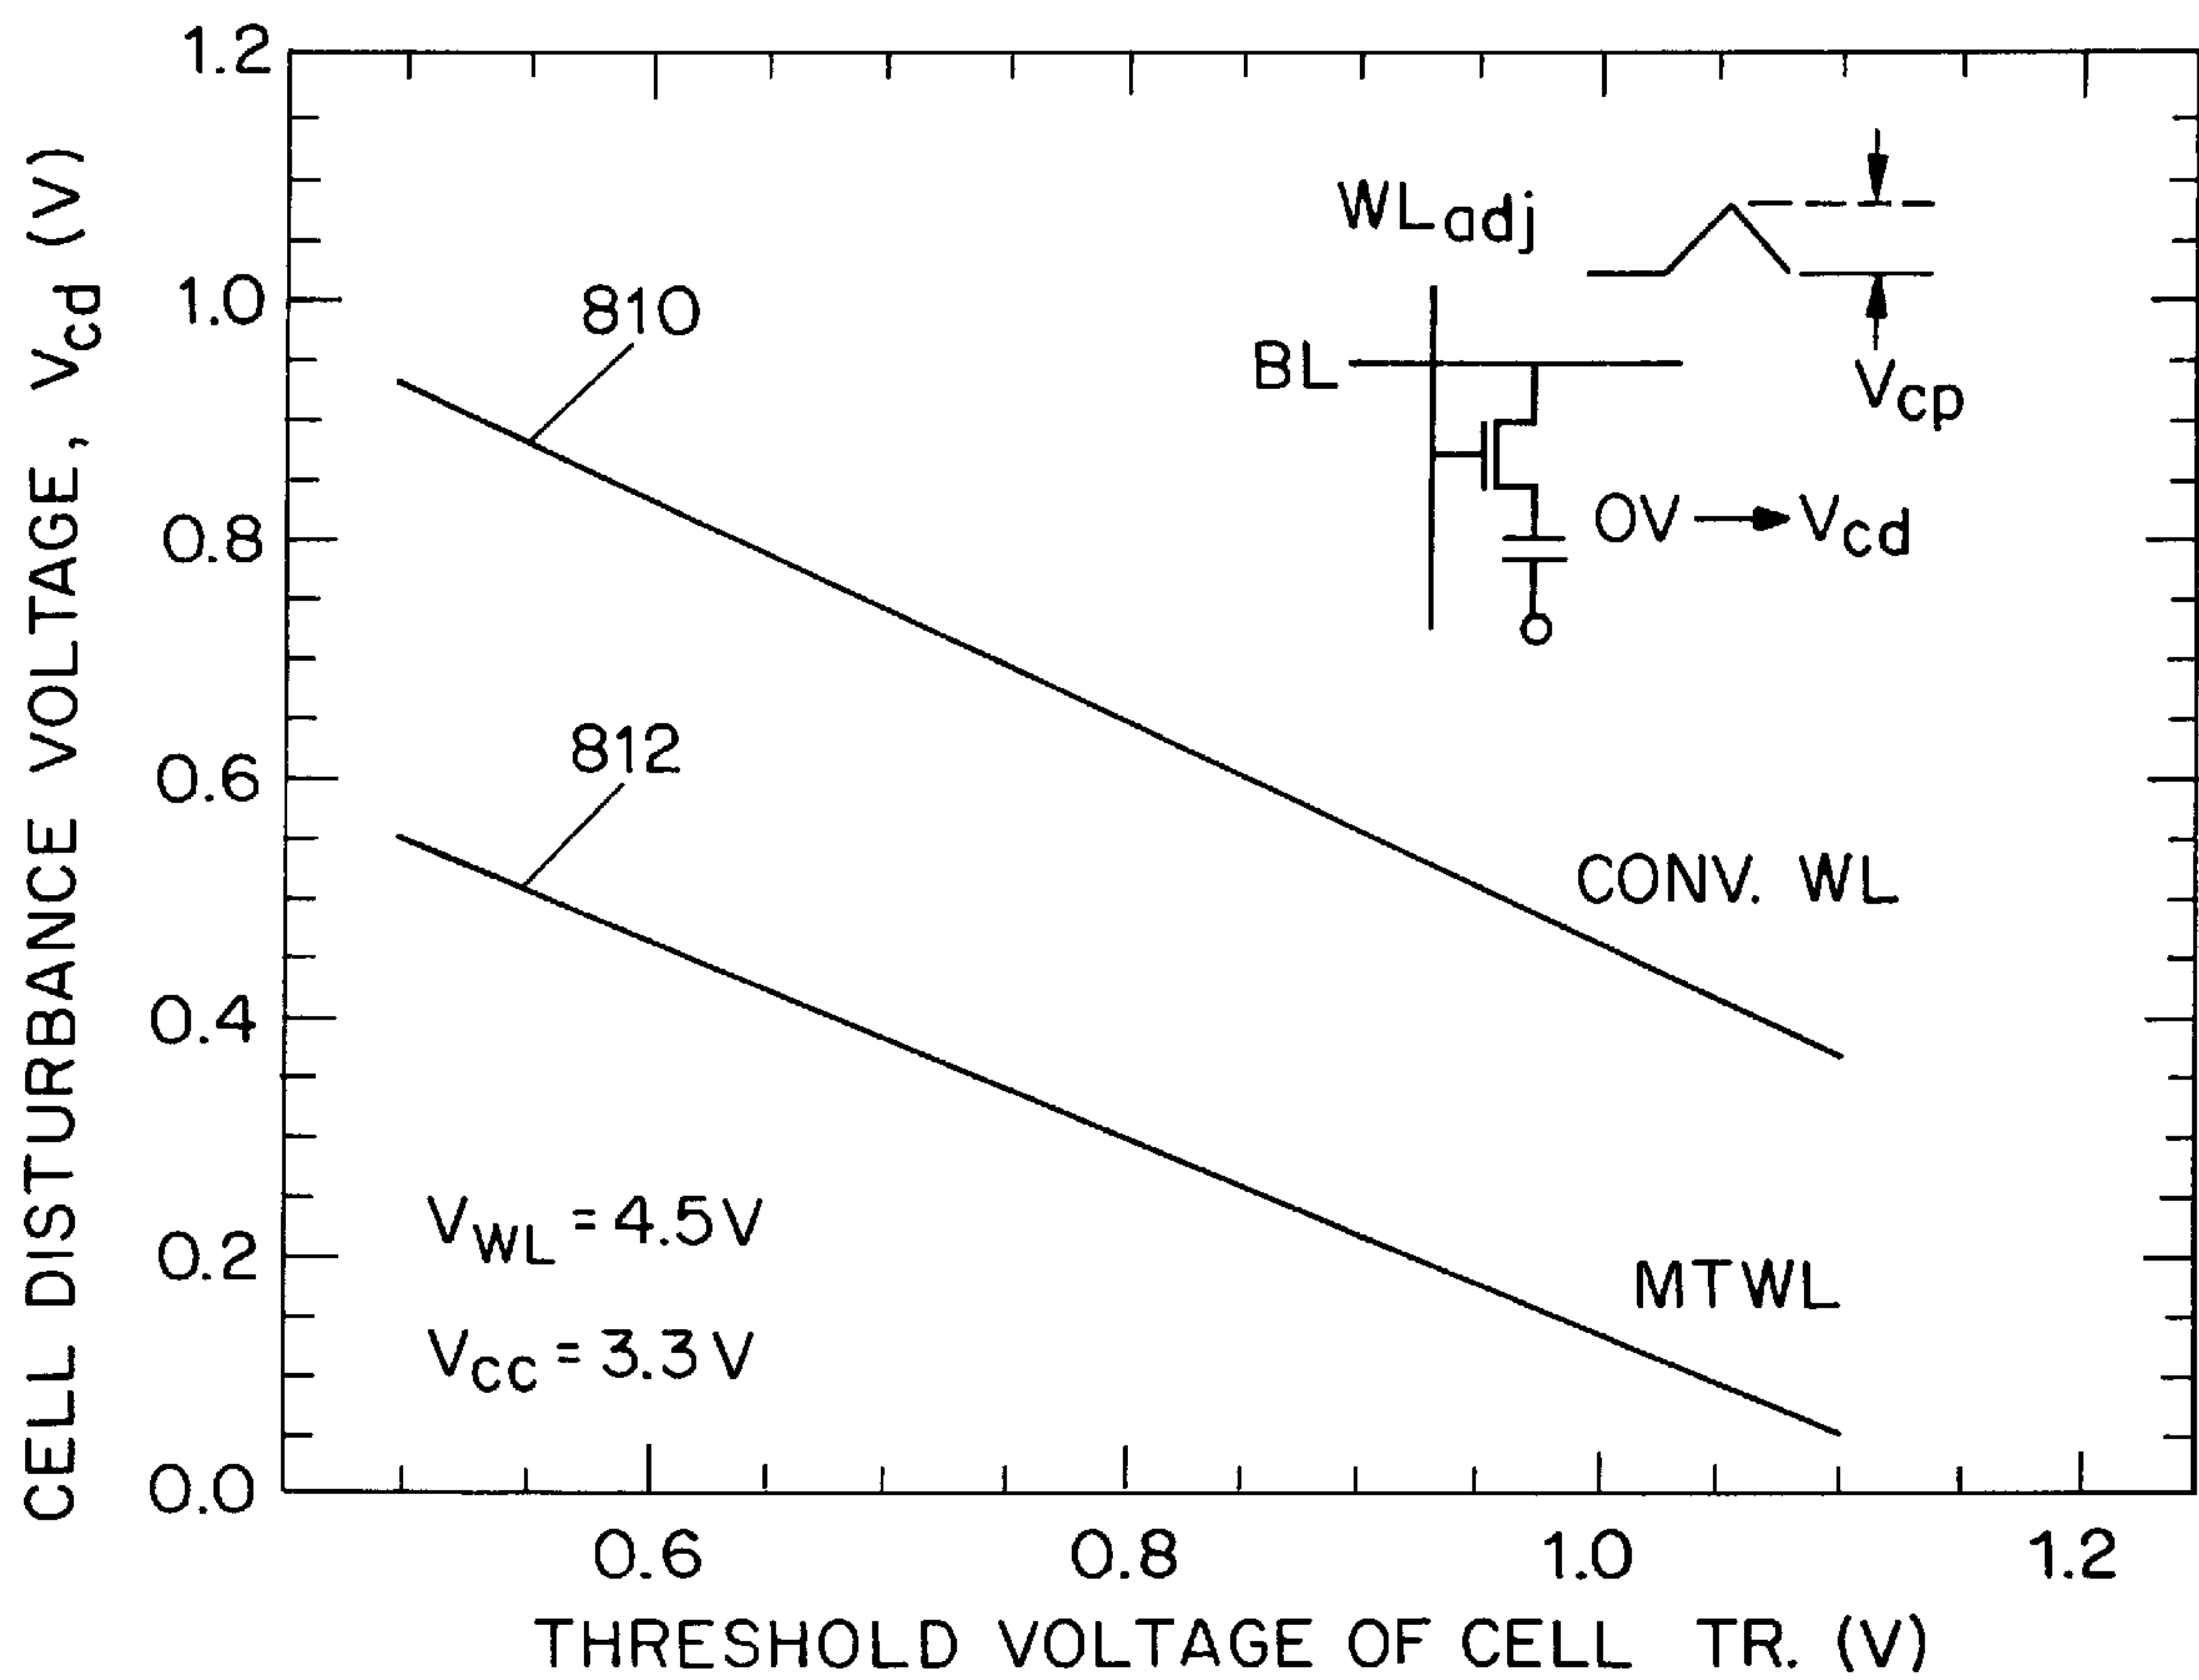 CELL DISTURBANCE VOLTAGE, Vcd (V)
1.2
1.0
0.8
0.6
0.4
0.2
0.0
810
812
WLadj
BL
Vcp
OV
Vcd
CONV. WL
MTWL
VWL = 4.5V
VCC = 3.3V
0.6
0.8
1.0
1.2
THRESHOLD VOLTAGE OF CELL TR. (V)